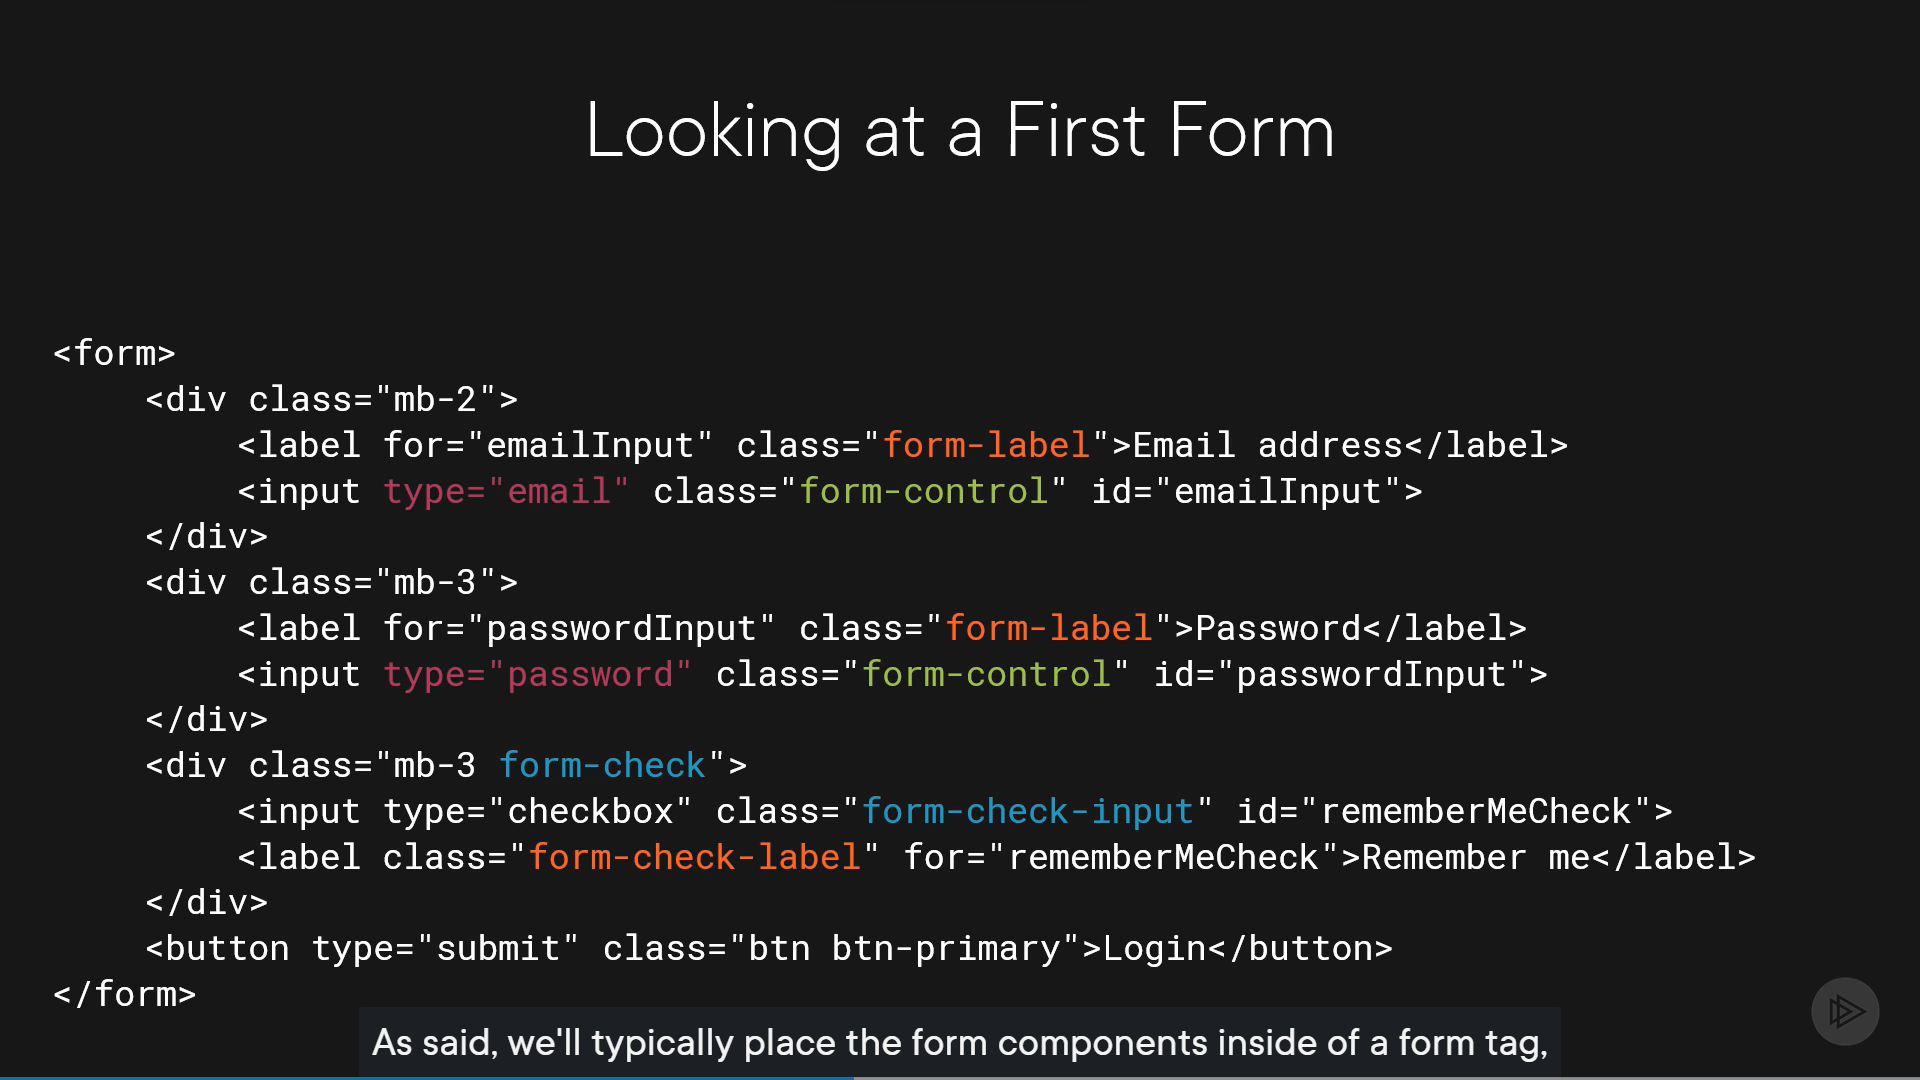 Looking at a First Form
<form>
<div class="mb-2">
<label for="emailInput" class="form-label">Email address</label>
<input type="email" class="form-control" id="emailInput">
</div>
<div class="mb-3">
<label for="passwordInput" class="form-label">Password</label>
<input type="password" class="form-control" id="passwordInput">
</div>
<div class="mb-3 form-check">
<input type="checkbox" class="form-check-input" id="rememberMeCheck">
<label class="form-check-label" for="rememberMeCheck">Remember me</label>
</div>
<button type="submit" class="btn btn-primary">Login</button>
</form>
As said, we'll typically place the form components inside of a form tag,